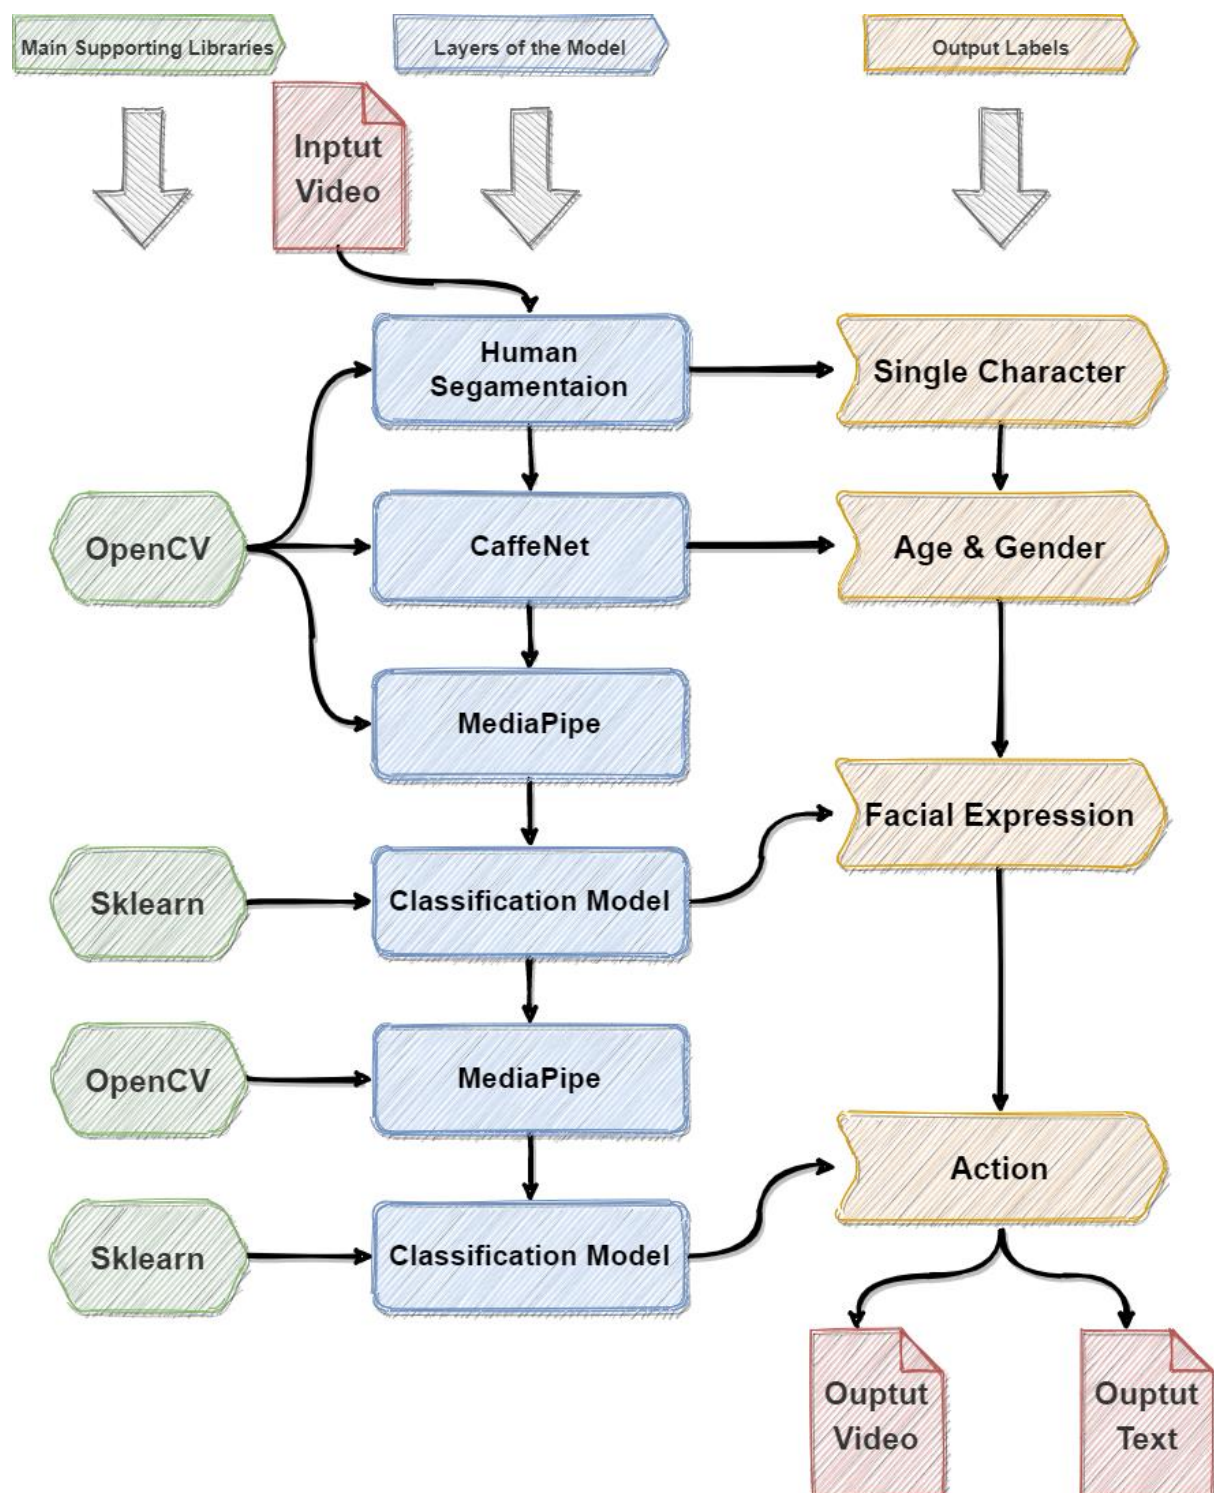 Main Supporting Libraries
Layers of the Model
Output Labels
Inptut
Video
Human
Segamentaion
Single Character
OpenCV
CaffeNet
Age & Gender
MediaPipe
Facial Expression
Sklearn
Classification Model
OpenCV
MediaPipe
Action
Sklearn
Classification Model
Ouptut
Video
Ouptut
Text